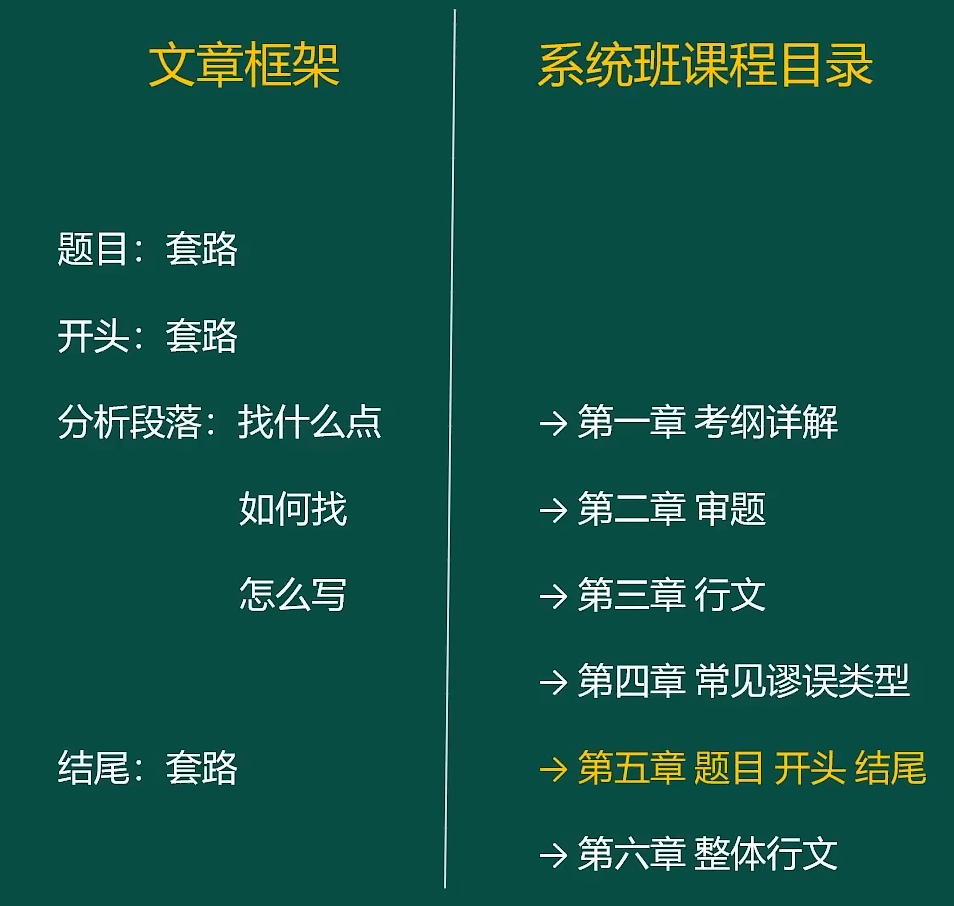 文章框架
题目：套路
开头：套路
分析段落：找什么点
如何找
怎么写
结尾：套路
系统班课程目录
→ 第一章 考纲详解
→ 第二章 审题
→ 第三章 行文
→ 第四章 常见谬误类型
→ 第五章 题目 开头 结尾
→ 第六章 整体行文